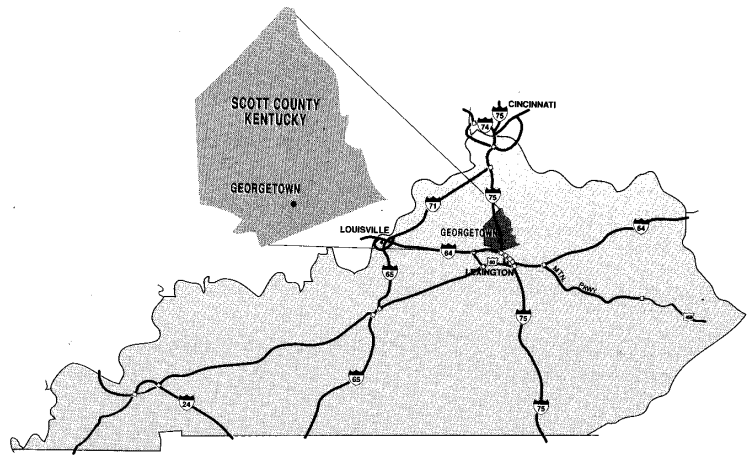 SCOTT COUNTY
KENTUCKY
GEORGETOWN
75
CINCINNATI
74
75
71
GEORGETOWN
64
LOUISVILLE
64
65
LEXINGTON
MTN.
PKWY.
75
65
24
75